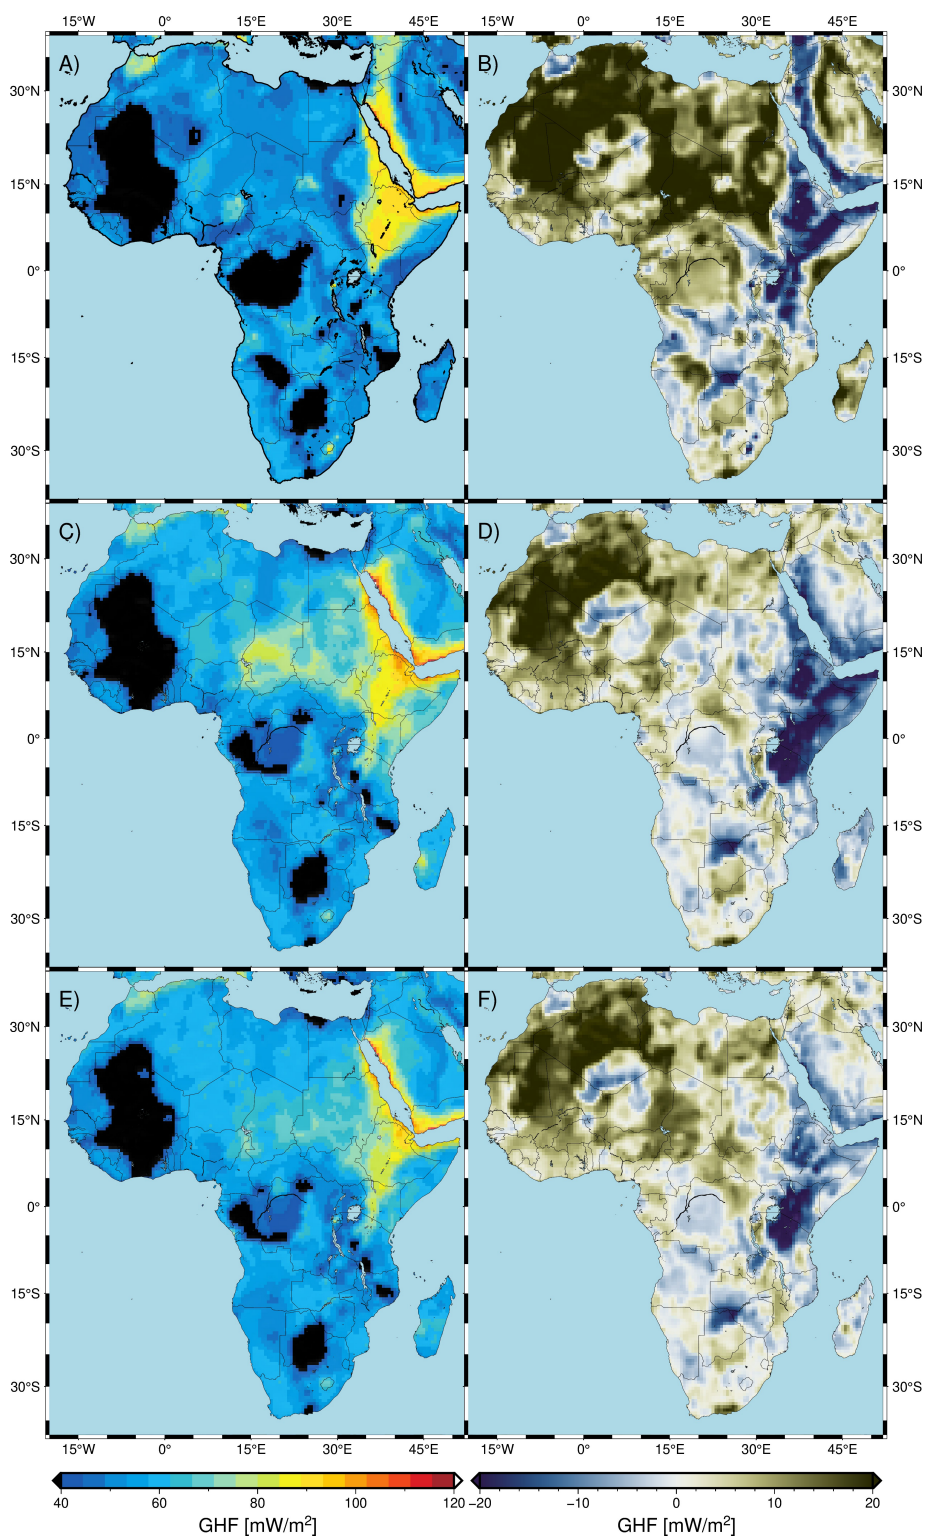 15°W 0° 15°E 30°E 45°E 15°W 0° 15°E 30°E 45°E
A) B)
30°N 30°N
15°N 15°N
0° 0°
15°S 15°S
30°S 30°S
C) D)
30°N 30°N
15°N 15°N
0° 0°
15°S 15°S
30°S 30°S
E) F)
30°N 30°N
15°N 15°N
0° 0°
15°S 15°S
30°S 30°S
15°W 0° 15°E 30°E 45°E 15°W 0° 15°E 30°E 45°E
40 60 80 100 120 −20 −10 0 10 20
GHF [mW/m²] GHF [mW/m²]